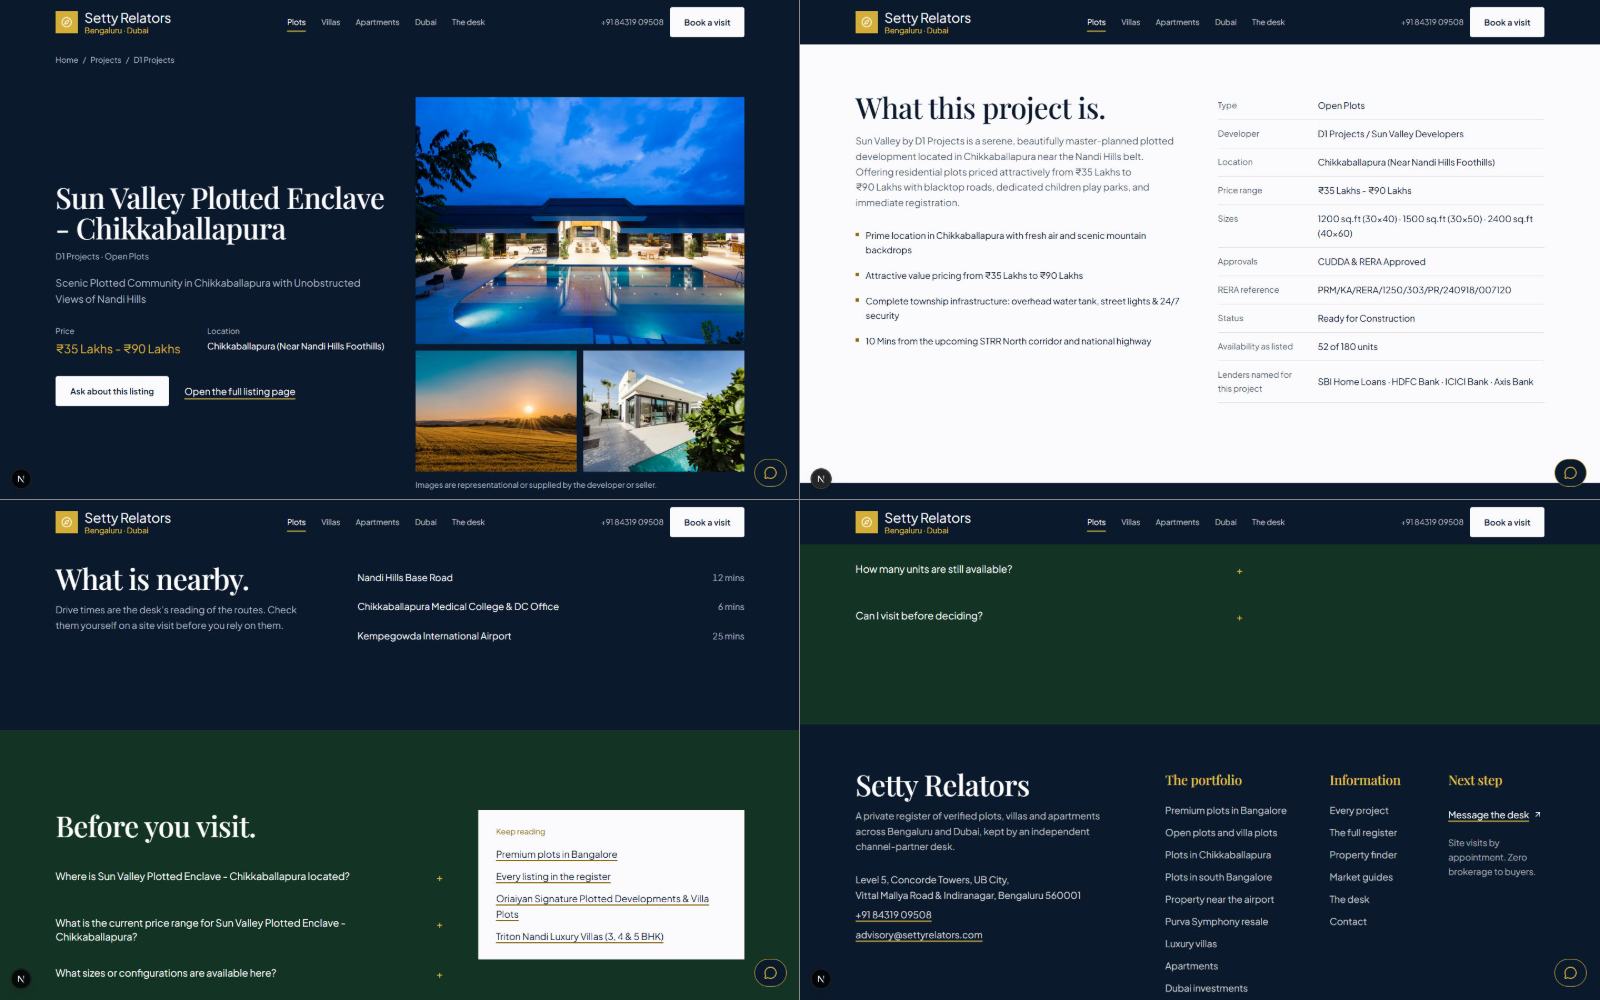 Setty Relators
Bengaluru · Dubai
Plots Villas Apartments Dubai The desk
+91 84319 09508
Book a visit
Home / Projects / D1 Projects
Sun Valley Plotted Enclave
- Chikkaballapura
D1 Projects · Open Plots
Scenic Plotted Community in Chikkaballapura with Unobstructed
Views of Nandi Hills
Price
₹35 Lakhs - ₹90 Lakhs
Location
Chikkaballapura (Near Nandi Hills Foothills)
Ask about this listing
Open the full listing page
Images are representational or supplied by the developer or seller.
N
Setty Relators
Bengaluru · Dubai
Plots Villas Apartments Dubai The desk
+91 84319 09508
Book a visit
What this project is.
Sun Valley by D1 Projects is a serene, beautifully master-planned plotted
development located in Chikkaballapura near the Nandi Hills belt.
Offering residential plots priced attractively from ₹35 Lakhs to
₹90 Lakhs with blacktop roads, dedicated children play parks, and
immediate registration.
Prime location in Chikkaballapura with fresh air and scenic mountain
backdrops
Attractive value pricing from ₹35 Lakhs to ₹90 Lakhs
Complete township infrastructure: overhead water tank, street lights & 24/7
security
10 Mins from the upcoming STRR North corridor and national highway
Type Open Plots
Developer D1 Projects / Sun Valley Developers
Location Chikkaballapura (Near Nandi Hills Foothills)
Price range ₹35 Lakhs - ₹90 Lakhs
Sizes 1200 sq.ft (30×40) · 1500 sq.ft (30×50) · 2400 sq.ft
(40×60)
Approvals CUDDA & RERA Approved
RERA reference PRM/KA/RERA/1250/303/PR/240918/007120
Status Ready for Construction
Availability as listed 52 of 180 units
Lenders named for
this project
SBI Home Loans · HDFC Bank · ICICI Bank · Axis Bank
N
Setty Relators
Bengaluru · Dubai
Plots Villas Apartments Dubai The desk
+91 84319 09508
Book a visit
What is nearby.
Drive times are the desk's reading of the routes. Check
them yourself on a site visit before you rely on them.
Nandi Hills Base Road 12 mins
Chikkaballapura Medical College & DC Office 6 mins
Kempegowda International Airport 25 mins
Before you visit.
Where is Sun Valley Plotted Enclave - Chikkaballapura located? +
What is the current price range for Sun Valley Plotted Enclave -
Chikkaballapura? +
What sizes or configurations are available here? +
Keep reading
Premium plots in Bangalore
Every listing in the register
Oriaiyan Signature Plotted Developments & Villa
Plots
Triton Nandi Luxury Villas (3, 4 & 5 BHK)
N
Setty Relators
Bengaluru · Dubai
Plots Villas Apartments Dubai The desk
+91 84319 09508
Book a visit
How many units are still available? +
Can I visit before deciding? +
Setty Relators
A private register of verified plots, villas and apartments
across Bengaluru and Dubai, kept by an independent
channel-partner desk.
Level 5, Concorde Towers, UB City,
Vittal Mallya Road & Indiranagar, Bengaluru 560001
+91 84319 09508
advisory@settyrelators.com
The portfolio
Premium plots in Bangalore
Open plots and villa plots
Plots in Chikkaballapura
Plots in south Bangalore
Property near the airport
Purva Symphony resale
Luxury villas
Apartments
Dubai investments
Information
Every project
The full register
Property finder
Market guides
The desk
Contact
Next step
Message the desk
Site visits by
appointment. Zero
brokerage to buyers.
N